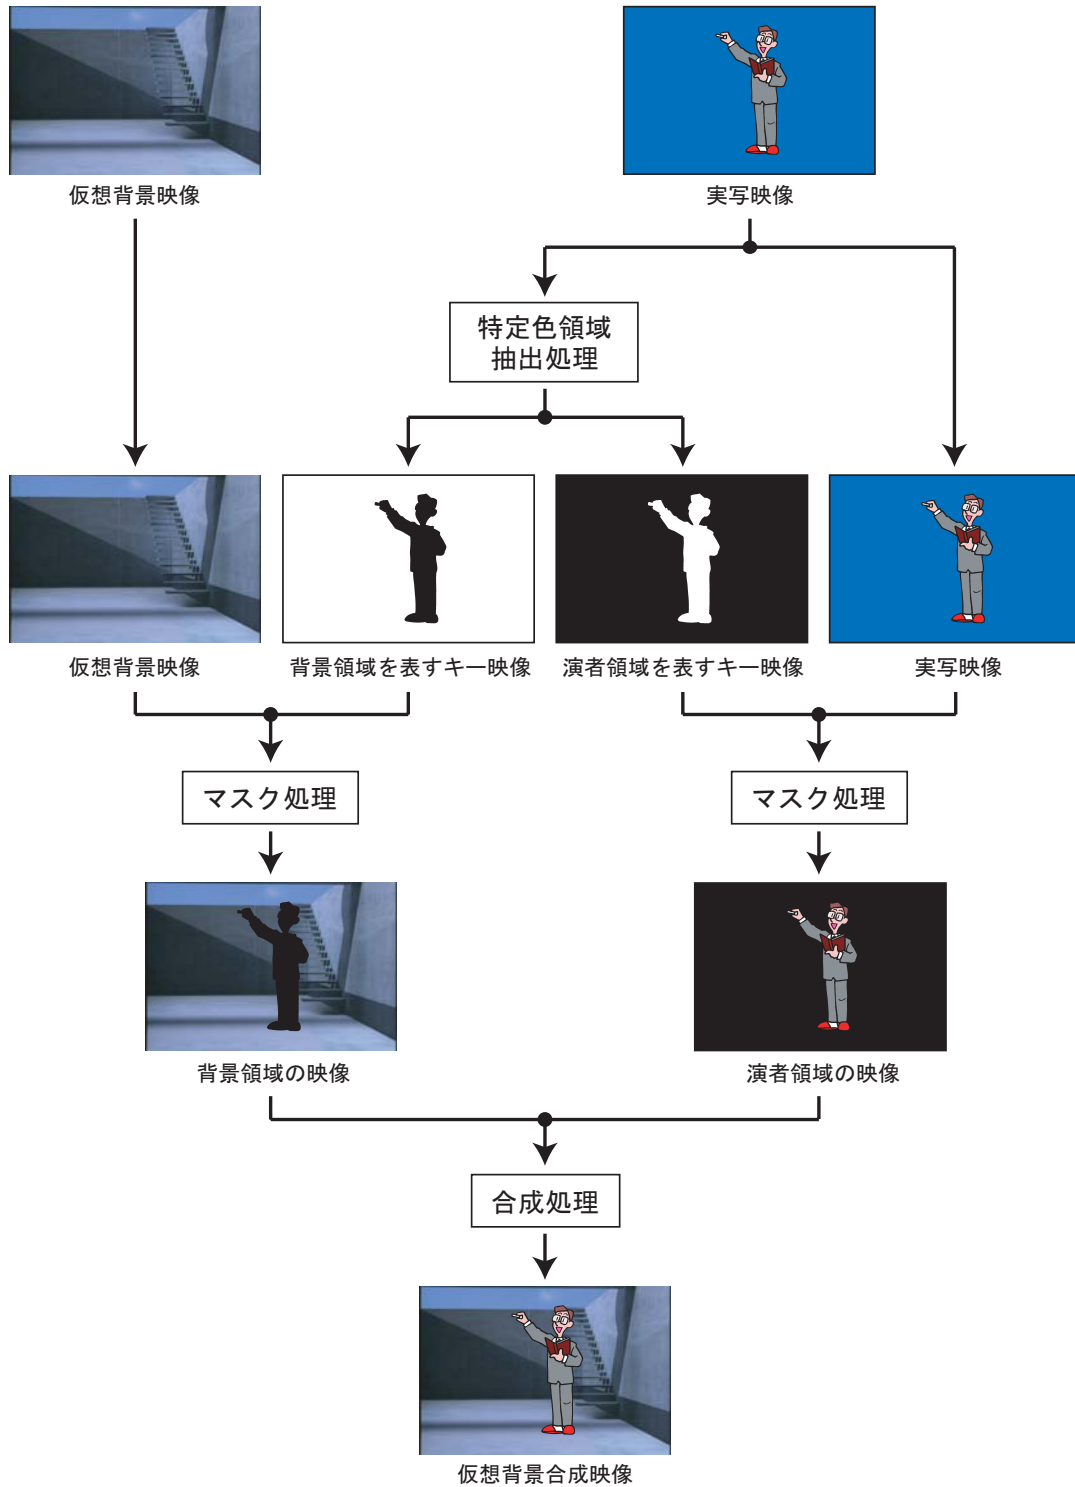 仮想背景映像
実写映像
特定色領域
抽出処理
仮想背景映像
背景領域を表すキー映像
演者領域を表すキー映像
実写映像
マスク処理
マスク処理
背景領域の映像
演者領域の映像
合成処理
仮想背景合成映像